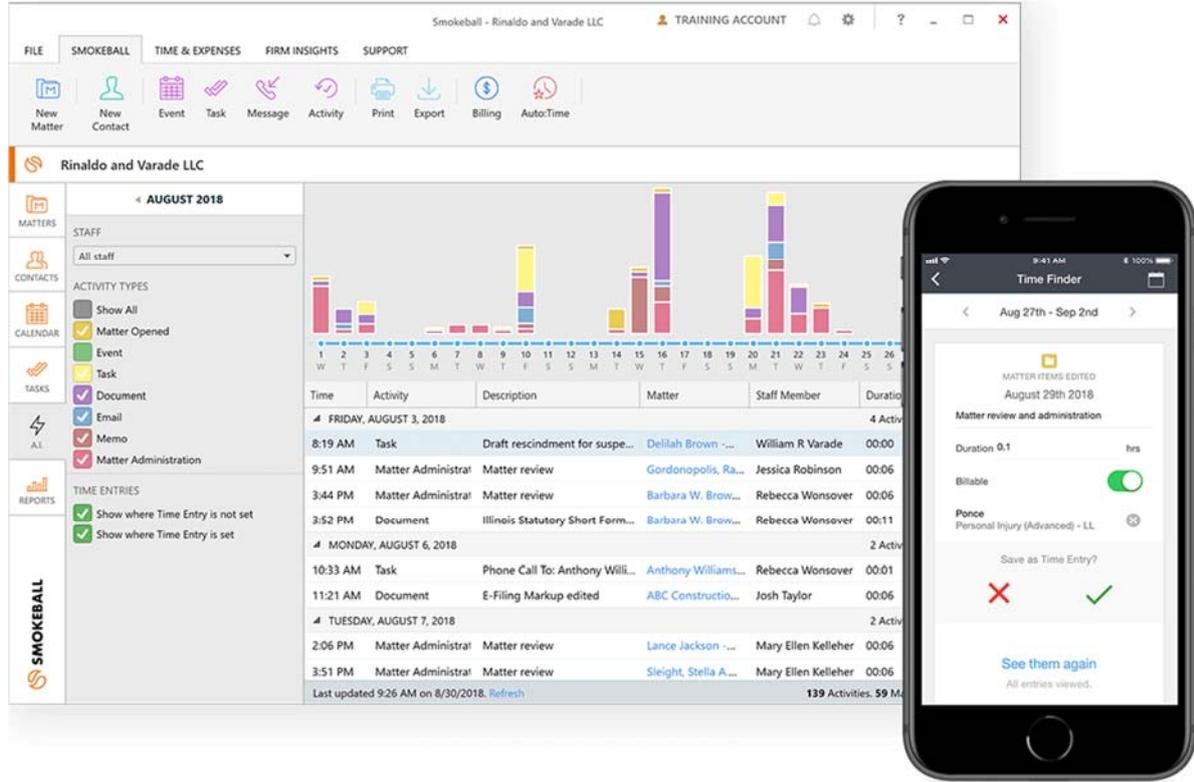 Smokeball - Rinaldo and Varade LLC
TRAINING ACCOUNT
?
FILE SMOKEBALL TIME & EXPENSES FIRM INSIGHTS SUPPORT
New Matter
New Contact
Event
Task
Message
Activity
Print
Export
Billing
Auto:Time
Rinaldo and Varade LLC
MATTERS
CONTACTS
CALENDAR
TASKS
A.I.
REPORTS
SMOKEBALL
AUGUST 2018
STAFF
All staff
ACTIVITY TYPES
Show All
Matter Opened
Event
Task
Document
Email
Memo
Matter Administration
TIME ENTRIES
Show where Time Entry is not set
Show where Time Entry is set
1 2 3 4 5 6 7 8 9 10 11 12 13 14 15 16 17 18 19 20 21 22 23 24 25 26
W T F S S M T W T F S S M T W T F S S M T W T F S S
Time Activity Description Matter Staff Member Duratio
FRIDAY, AUGUST 3, 2018 4 Activ
8:19 AM Task Draft rescindment for suspe... Delilah Brown -... William R Varade 00:00
9:51 AM Matter Administrat Matter review Gordonopolis, Ra... Jessica Robinson 00:06
3:44 PM Matter Administrat Matter review Barbara W. Brow... Rebecca Wonsover 00:06
3:52 PM Document Illinois Statutory Short Form... Barbara W. Brow... Rebecca Wonsover 00:11
MONDAY, AUGUST 6, 2018 2 Activ
10:33 AM Task Phone Call To: Anthony Willi... Anthony Williams... Rebecca Wonsover 00:01
11:21 AM Document E-Filing Markup edited ABC Constructio... Josh Taylor 00:06
TUESDAY, AUGUST 7, 2018 2 Activ
2:06 PM Matter Administrat Matter review Lance Jackson -... Mary Ellen Kelleher 00:06
3:51 PM Matter Administrat Matter review Sleight, Stella A.... Mary Ellen Kelleher 00:06
Last updated 9:26 AM on 8/30/2018. Refresh 139 Activities. 59 Ma
9:41 AM 100%
Time Finder
Aug 27th - Sep 2nd
MATTER ITEMS EDITED
August 29th 2018
Matter review and administration
Duration 0.1 hrs
Billable
Ponce
Personal Injury (Advanced) - LL
Save as Time Entry?
See them again
All entries viewed.